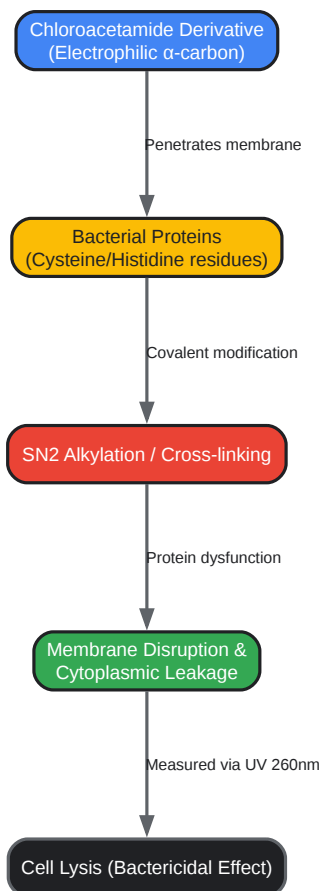 Chloroacetamide Derivative
(Electrophilic α-carbon)
Penetrates membrane
Bacterial Proteins
(Cysteine/Histidine residues)
Covalent modification
SN2 Alkylation / Cross-linking
Protein dysfunction
Membrane Disruption &
Cytoplasmic Leakage
Measured via UV 260nm
Cell Lysis (Bactericidal Effect)